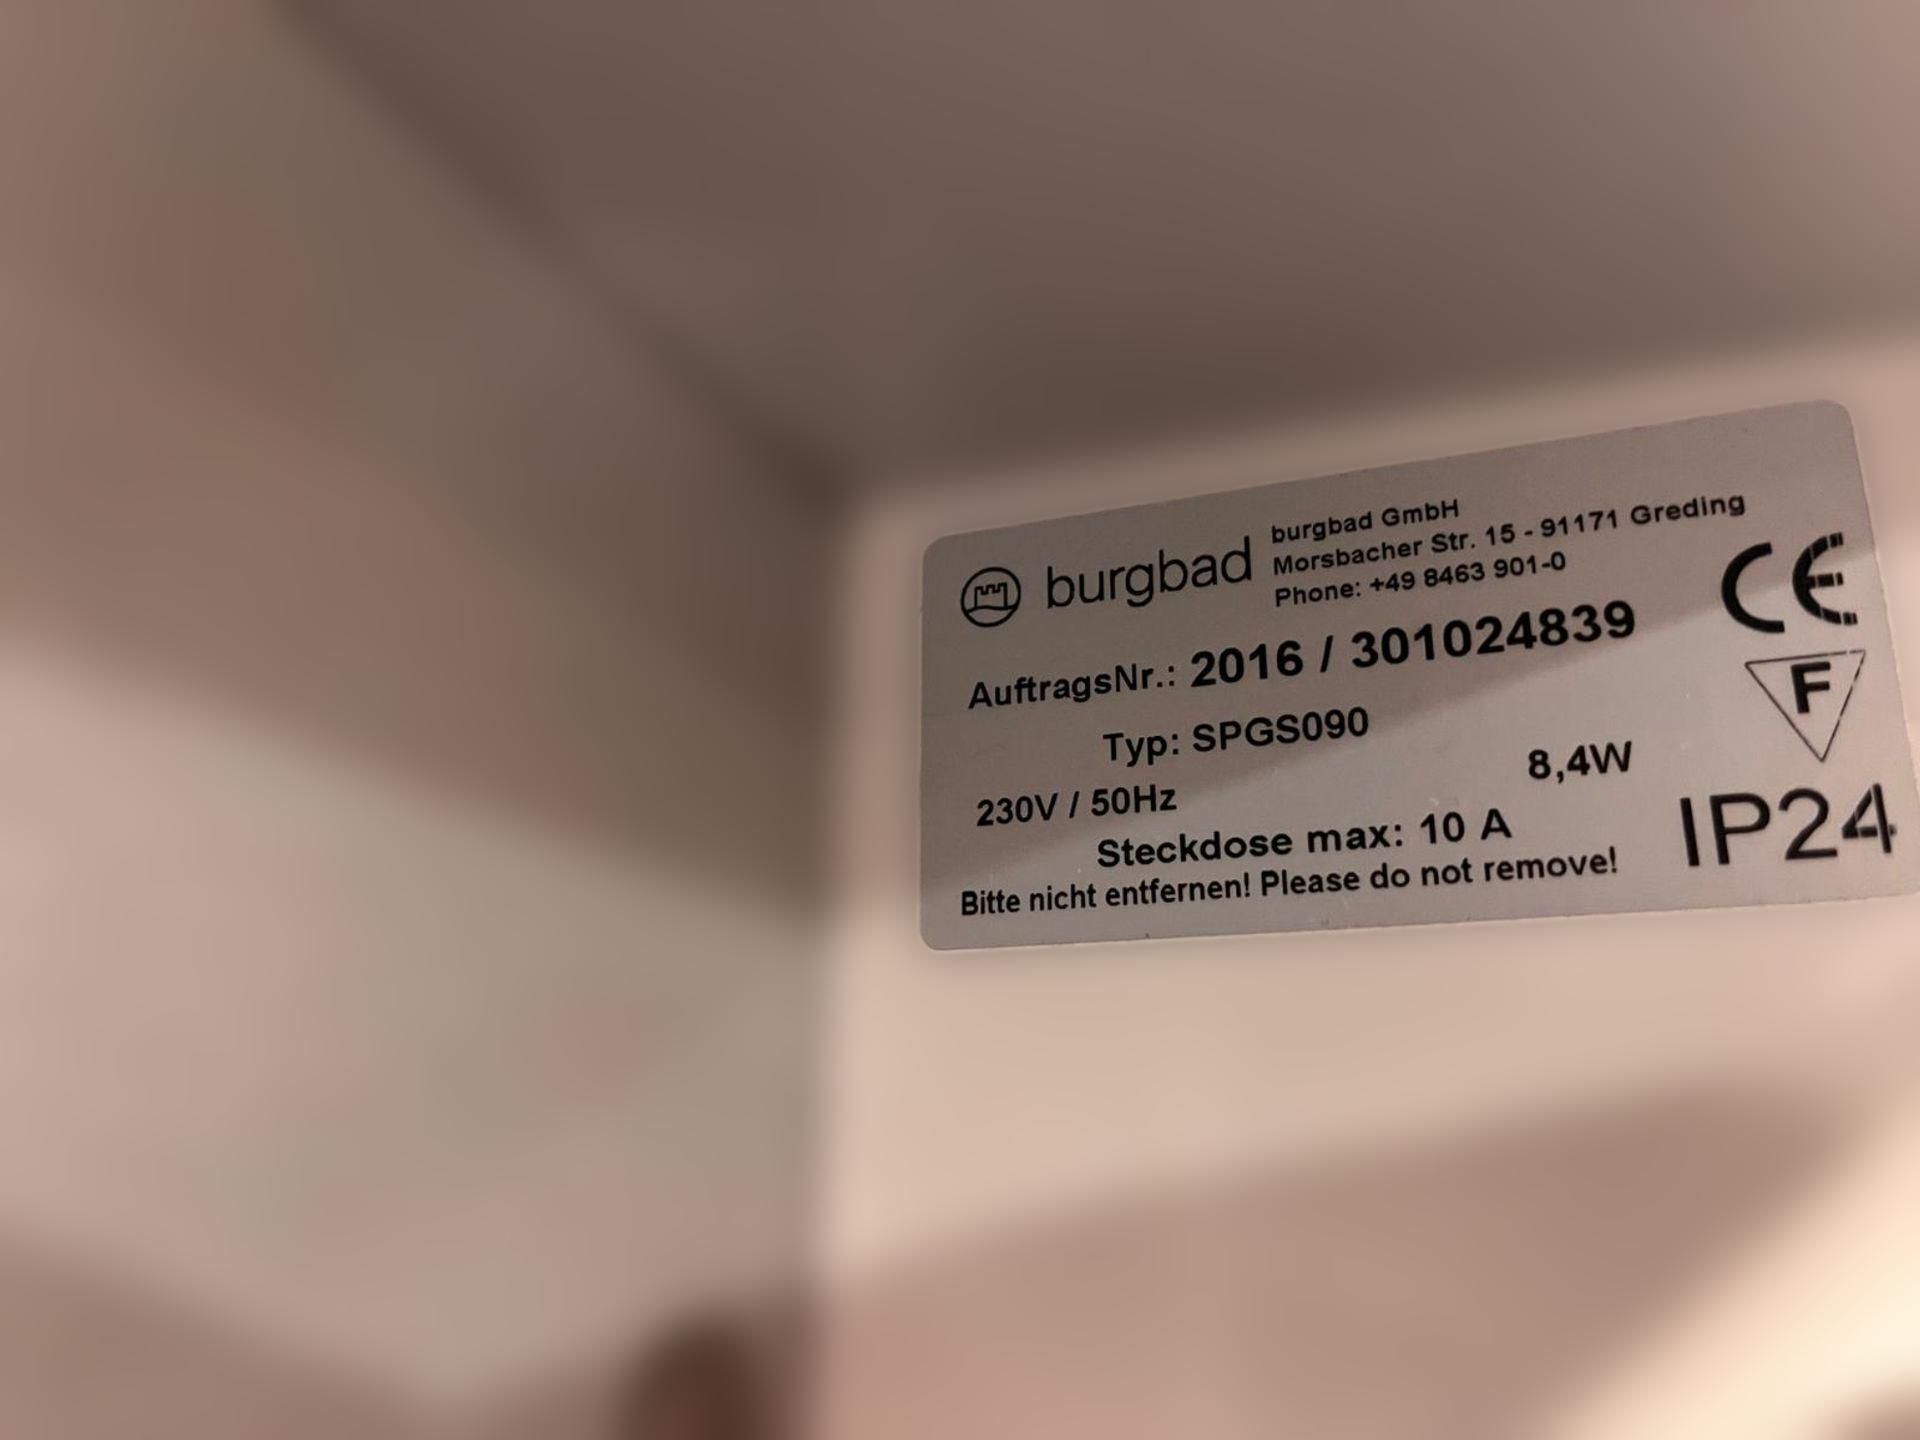 burgbad
burgbad GmbH
Morsbacher Str. 15 - 91171 Greding
Phone: +49 8463 901-0
CE
AuftragsNr.: 2016 / 301024839
F
Typ: SPGS090
230V / 50Hz 8,4W
Steckdose max: 10 A
IP24
Bitte nicht entfernen! Please do not remove!